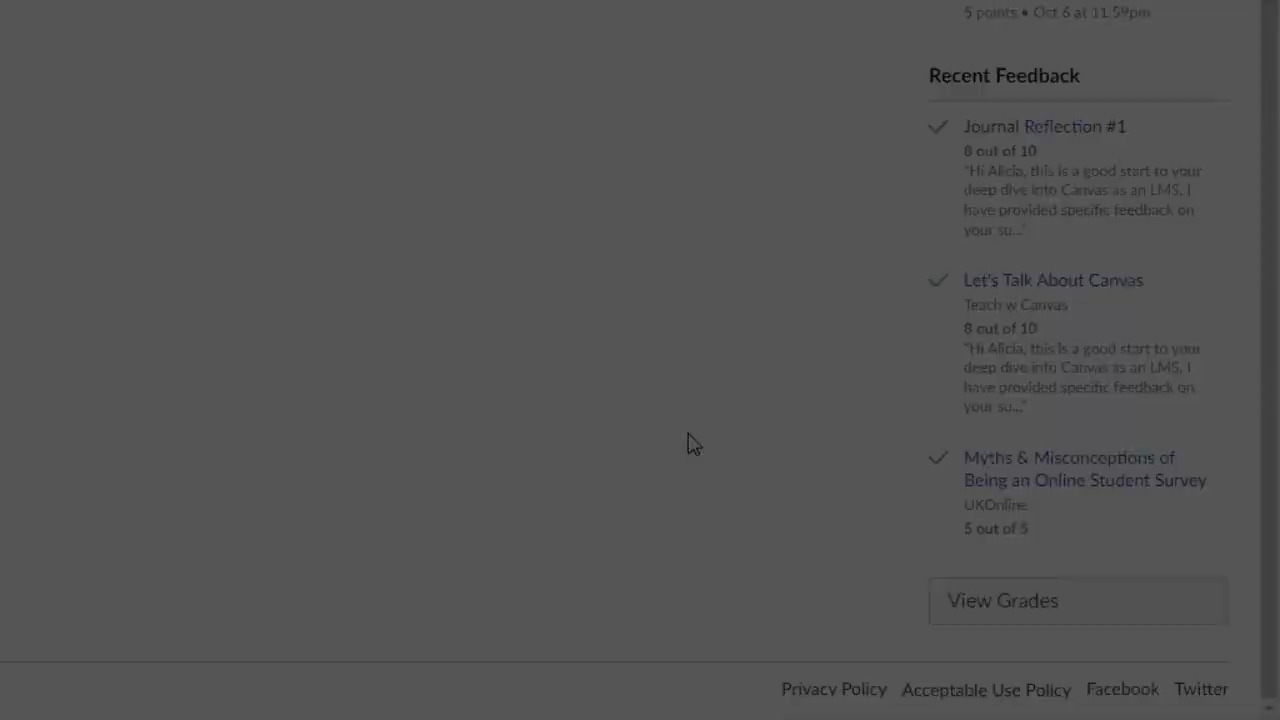 5 points • Oct 6 at 11:59pm
Recent Feedback
Journal Reflection #1
8 out of 10
"Hi Alicia, this is a good start to your
deep dive into Canvas as an LMS. I
have provided specific feedback on
your su..."
Let's Talk About Canvas
Teach w Canvas
8 out of 10
"Hi Alicia, this is a good start to your
deep dive into Canvas as an LMS. I
have provided specific feedback on
your su..."
Myths & Misconceptions of
Being an Online Student Survey
UKOnline
5 out of 5
View Grades
Privacy Policy Acceptable Use Policy Facebook Twitter